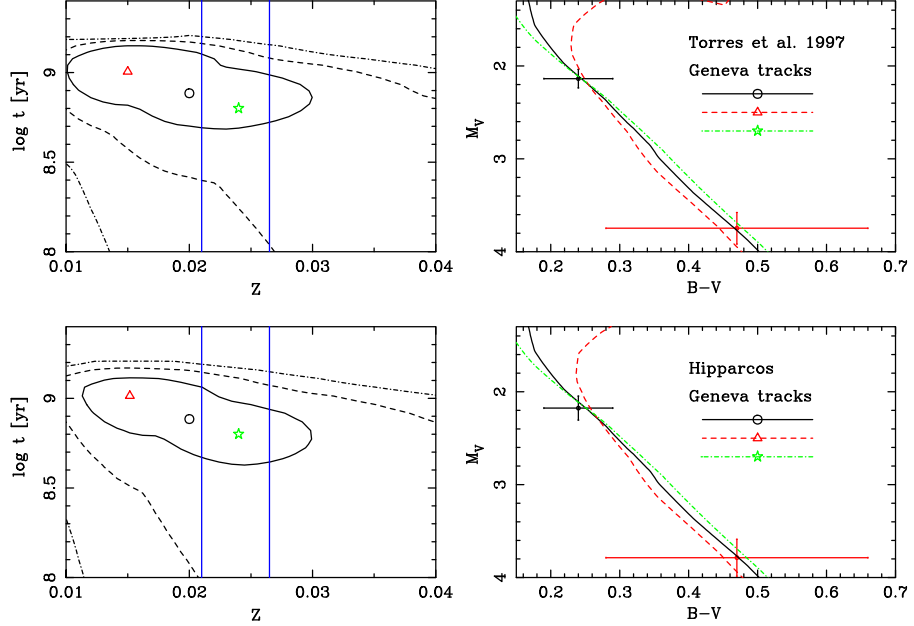 log t [yr]
9
8.5
8
0.01 0.02 0.03 0.04
Z
M_V
2
3
4
0.2 0.3 0.4 0.5 0.6 0.7
B−V
Torres et al. 1997
Geneva tracks
log t [yr]
9
8.5
8
0.01 0.02 0.03 0.04
Z
M_V
2
3
4
0.2 0.3 0.4 0.5 0.6 0.7
B−V
Hipparcos
Geneva tracks